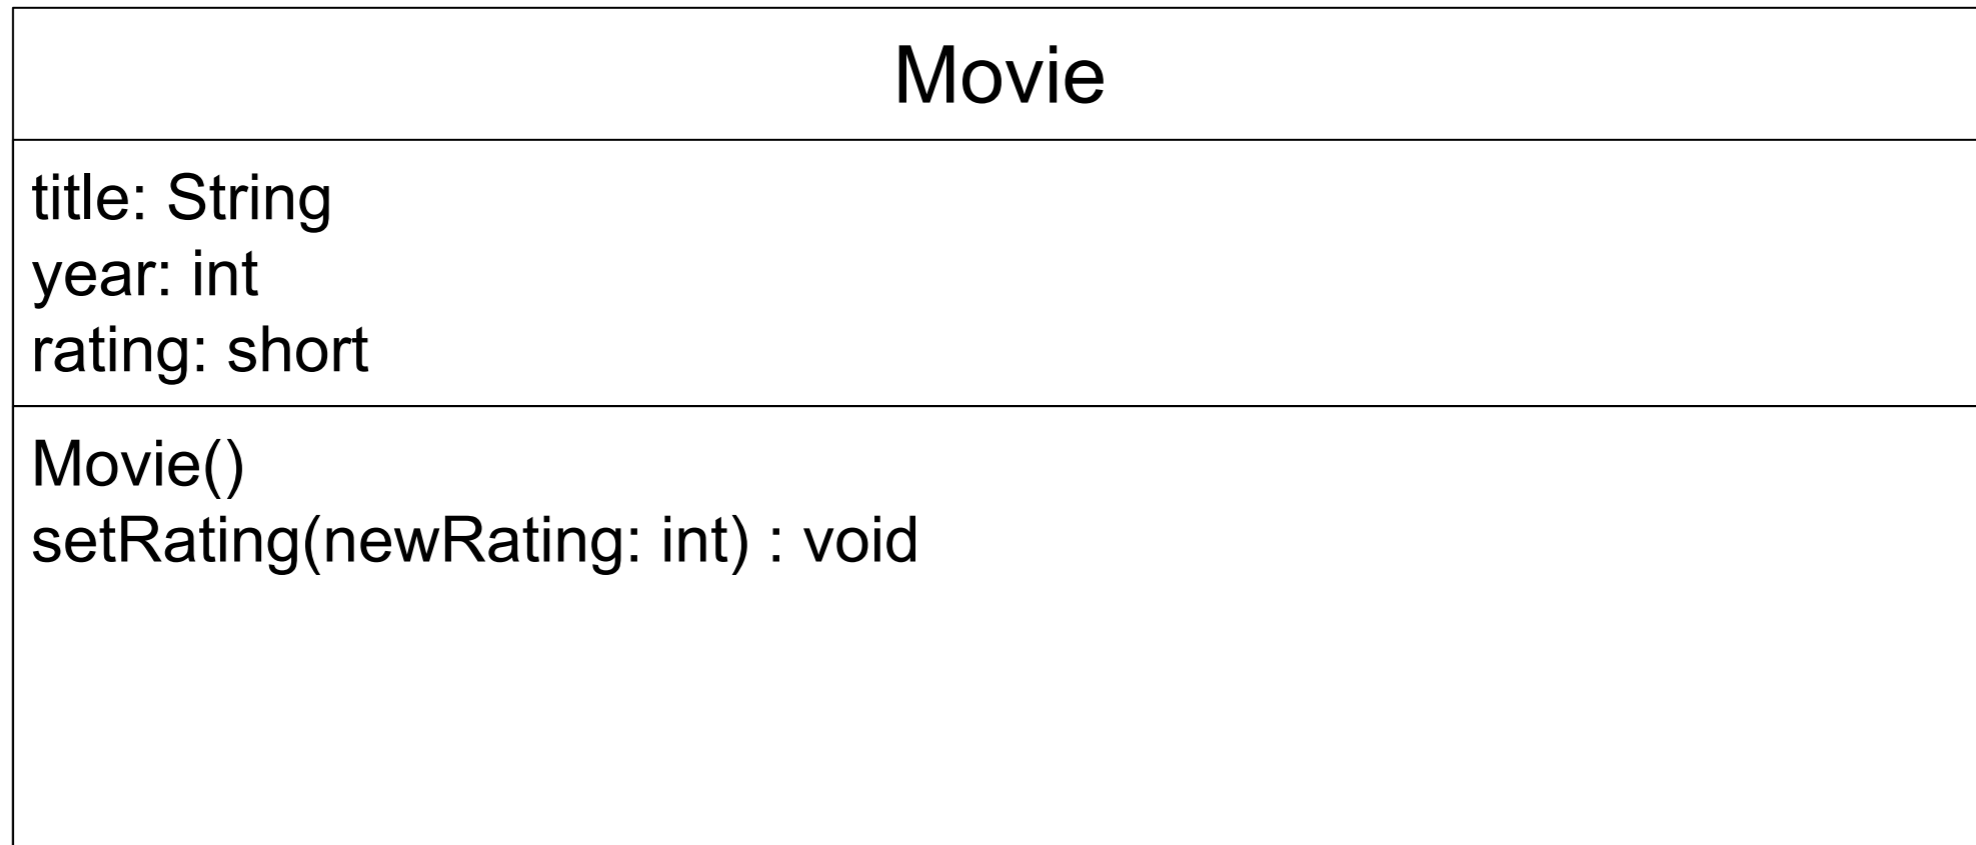 Movie
title: String
year: int
rating: short
Movie()
setRating(newRating: int) : void